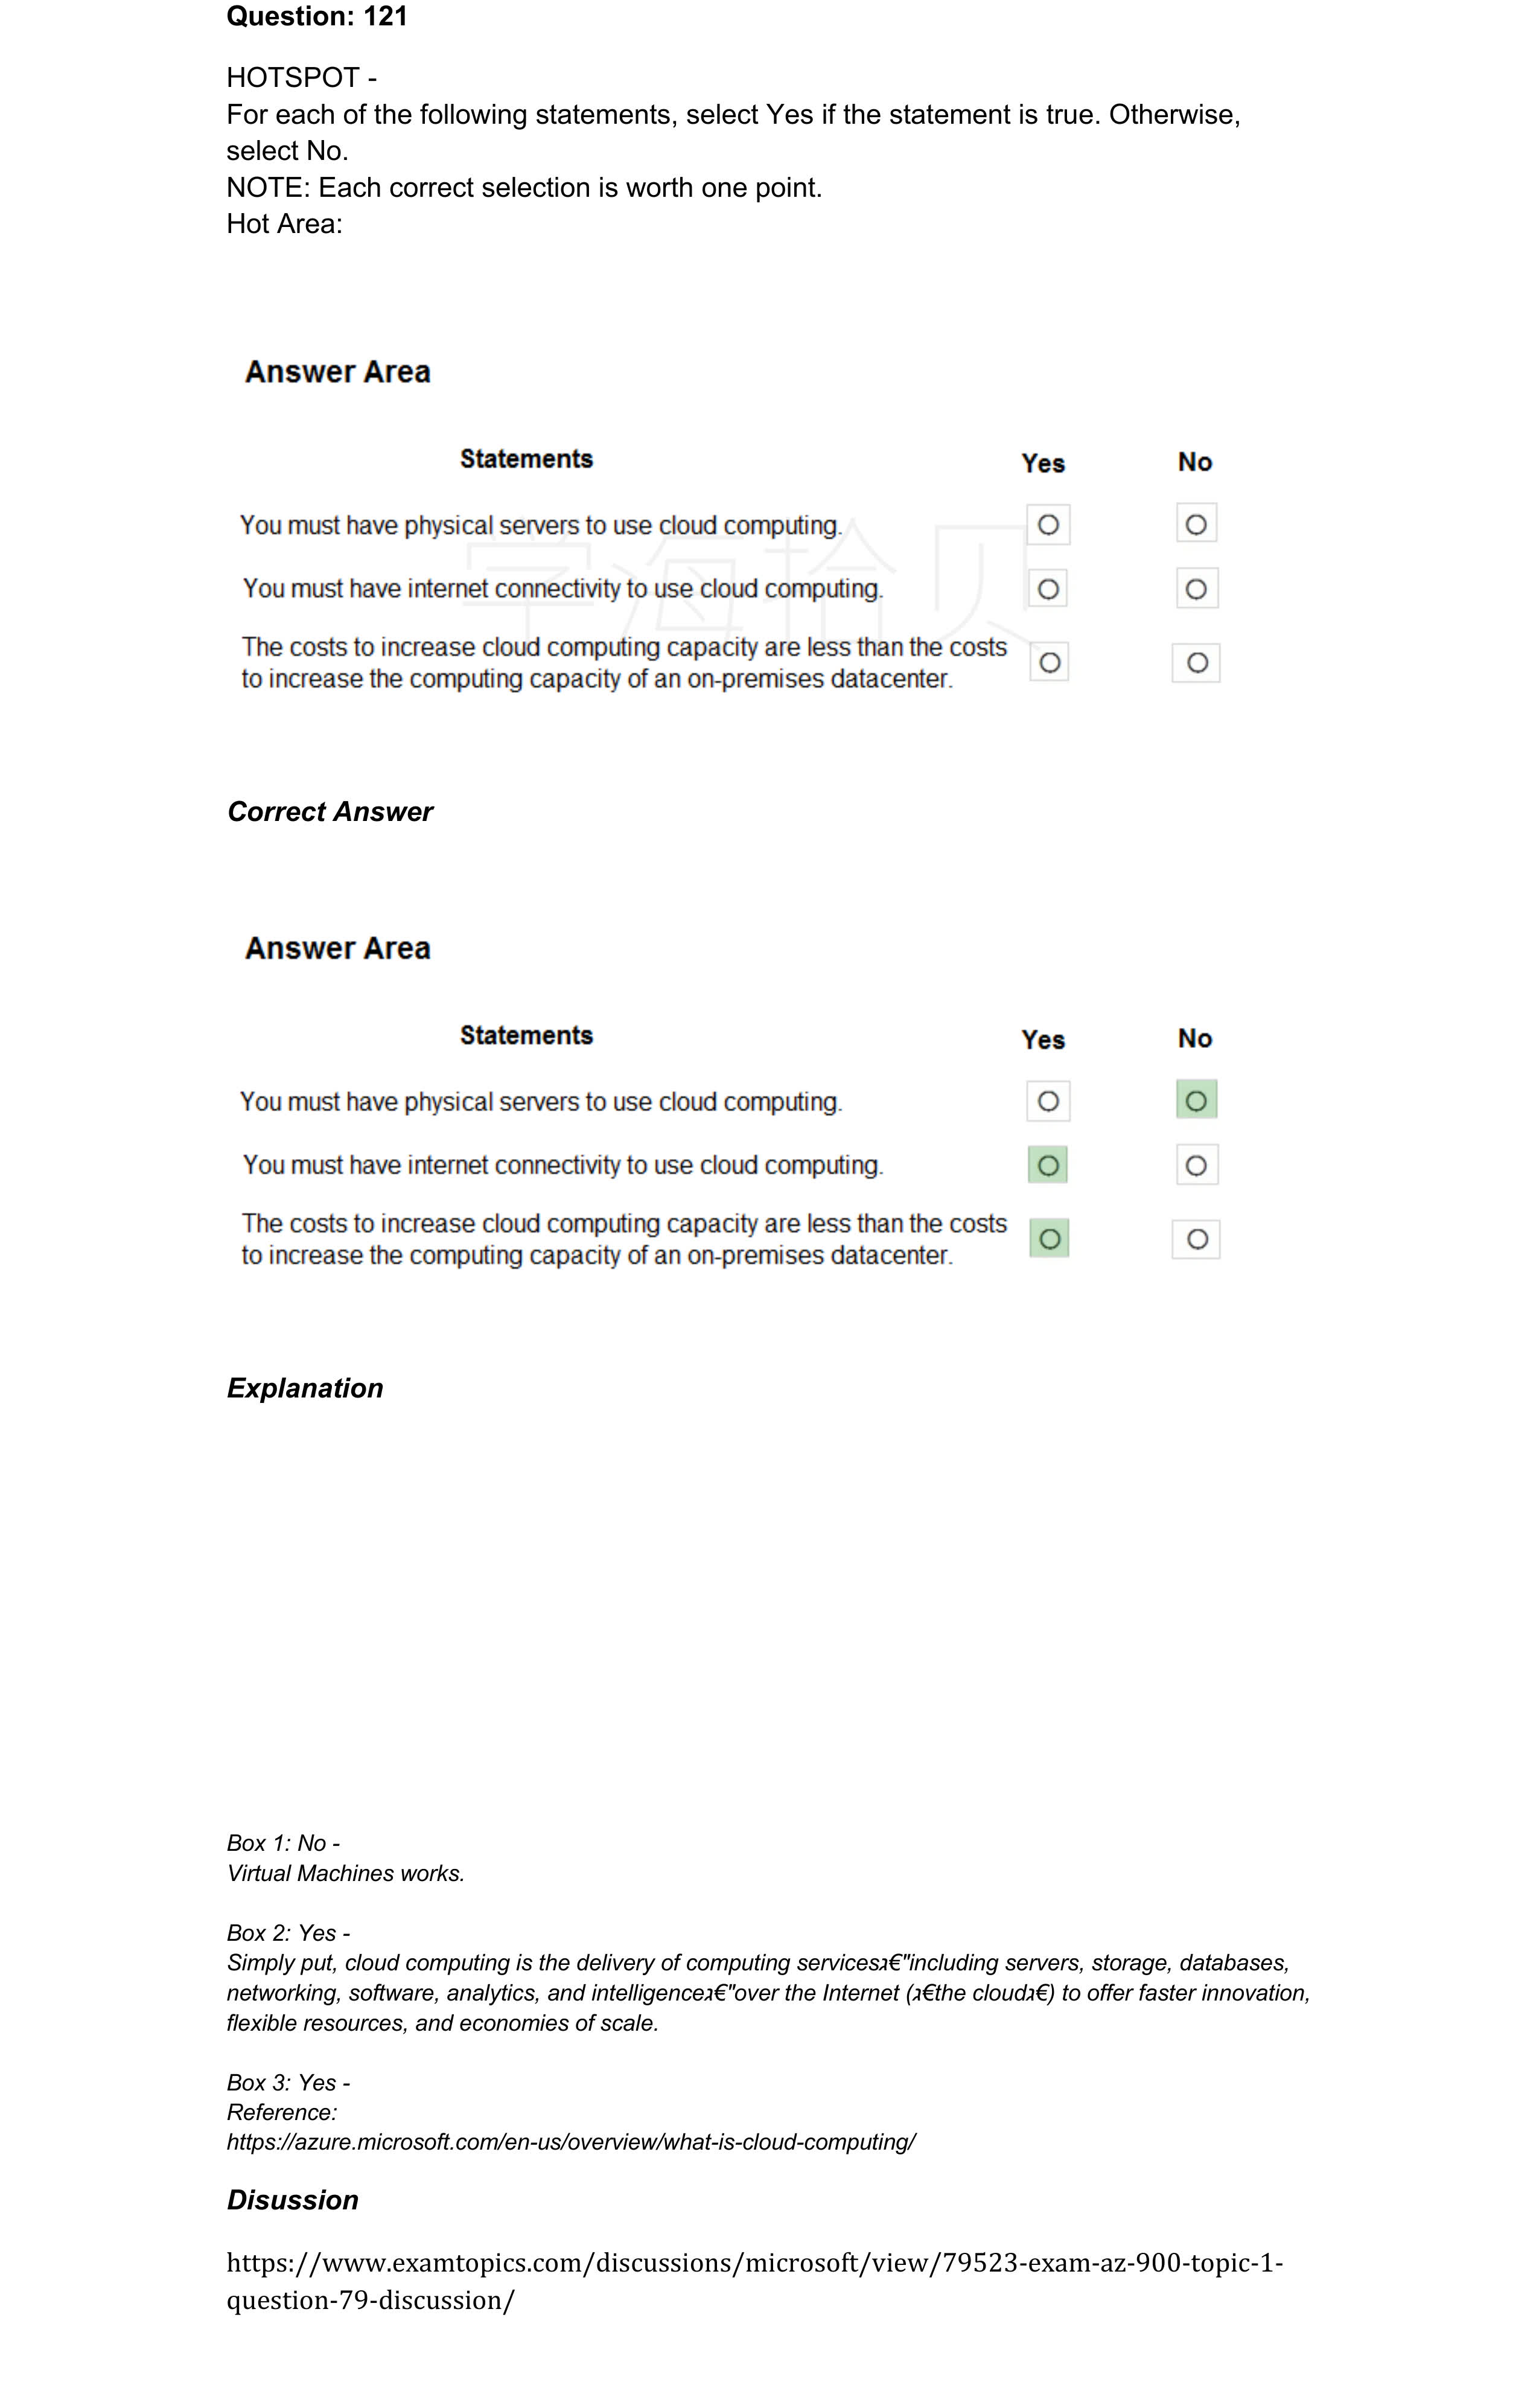 Question: 121
HOTSPOT -
For each of the following statements, select Yes if the statement is true. Otherwise,
select No.
NOTE: Each correct selection is worth one point.
Hot Area:
Answer Area
Statements Yes No
You must have physical servers to use cloud computing.
学海拾贝
You must have internet connectivity to use cloud computing.
The costs to increase cloud computing capacity are less than the costs
to increase the computing capacity of an on-premises datacenter.
Correct Answer
Answer Area
Statements Yes No
You must have physical servers to use cloud computing.
You must have internet connectivity to use cloud computing.
The costs to increase cloud computing capacity are less than the costs
to increase the computing capacity of an on-premises datacenter.
Explanation
Box 1: No -
Virtual Machines works.
Box 2: Yes -
Simply put, cloud computing is the delivery of computing servicesג€"including servers, storage, databases,
networking, software, analytics, and intelligenceג€"over the Internet (ג€the cloudג€) to offer faster innovation,
flexible resources, and economies of scale.
Box 3: Yes -
Reference:
https://azure.microsoft.com/en-us/overview/what-is-cloud-computing/
Disussion
https://www.examtopics.com/discussions/microsoft/view/79523-exam-az-900-topic-1-
question-79-discussion/